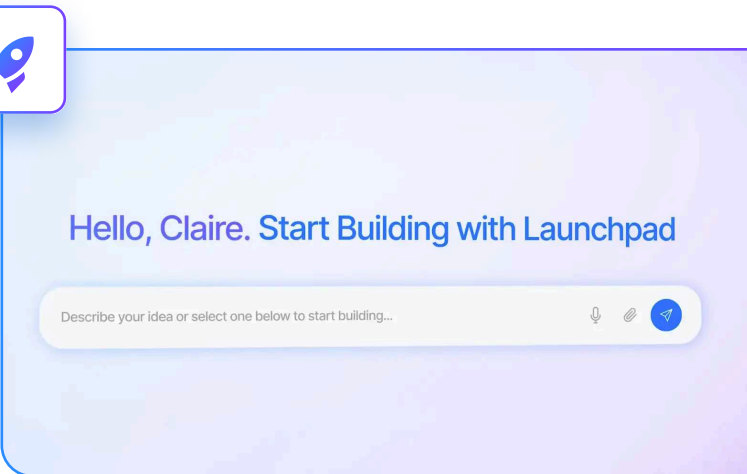 Hello, Claire. Start Building with Launchpad
Describe your idea or select one below to start building...